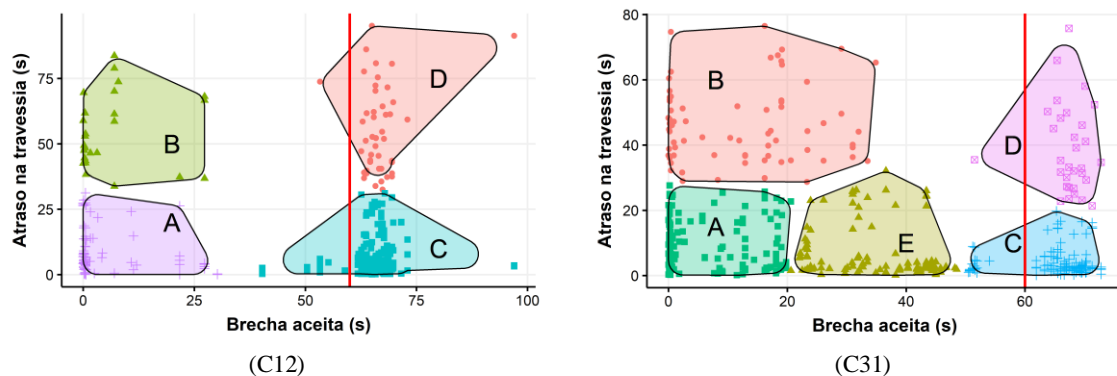 Atraso na travessia (s)
75
50
25
0
D
B
A
C
0
25
50
75
100
Brecha aceita (s)
(C12)
Atraso na travessia (s)
80
60
40
20
0
B
D
A
E
C
0
20
40
60
Brecha aceita (s)
(C31)